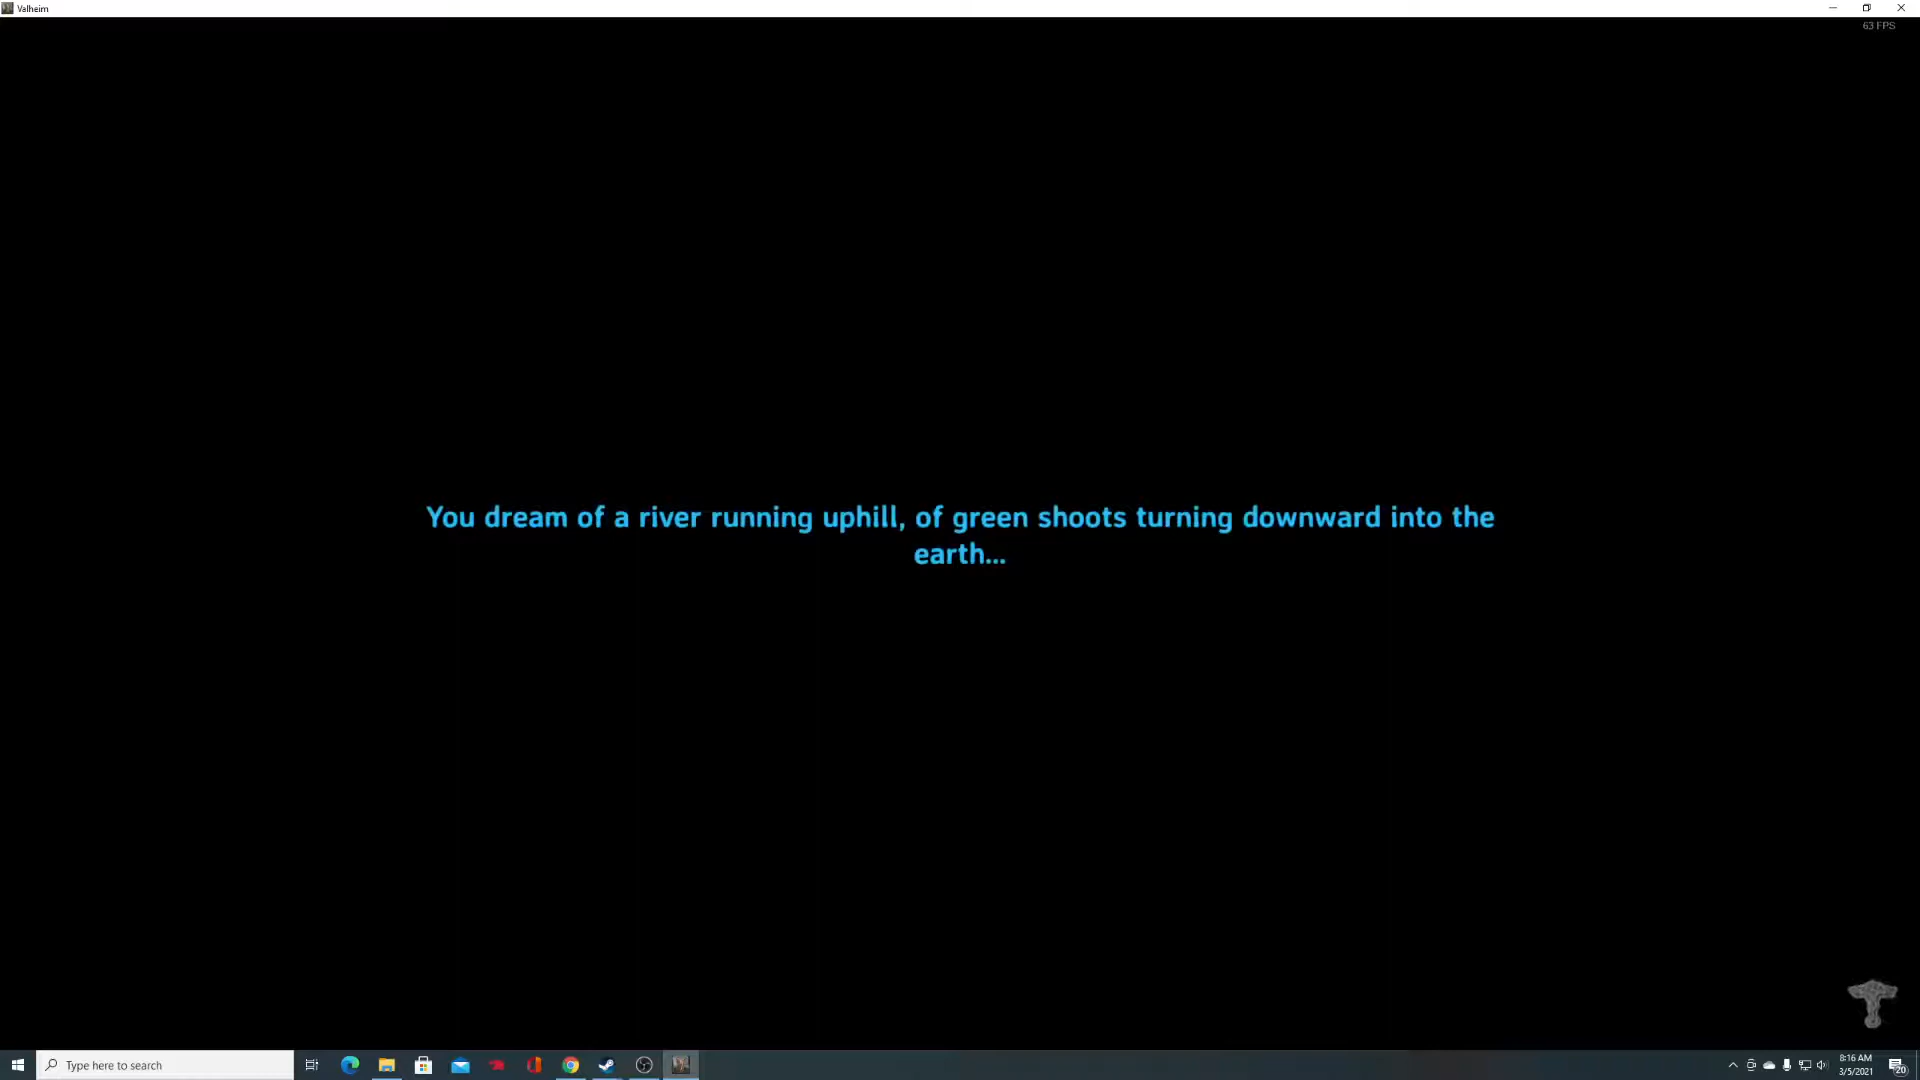 Valheim
63 FPS
You dream of a river running uphill, of green shoots turning downward into the
earth...
Type here to search
8:16 AM
3/5/2021
20